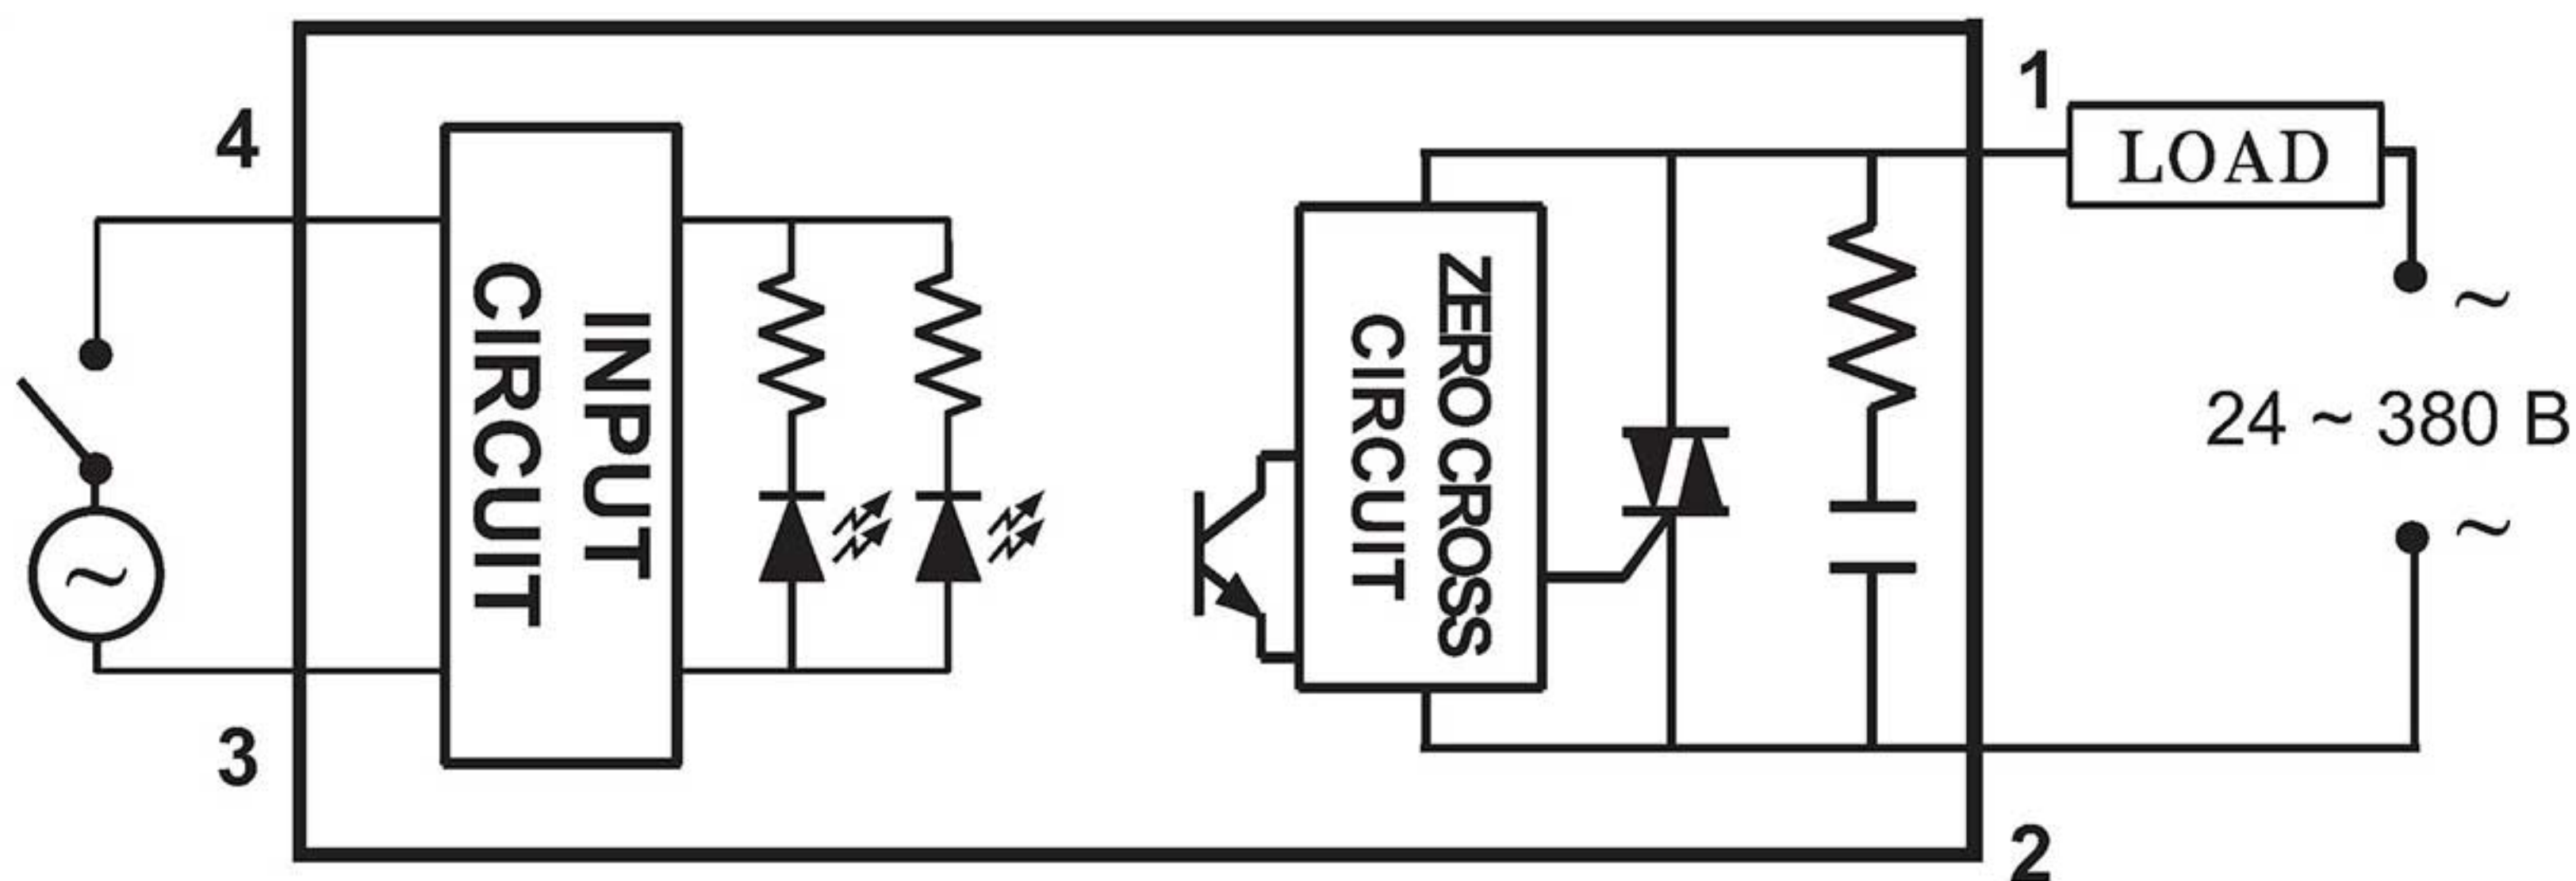 4
3
INPUT
CIRCUIT
ZERO CROSS
CIRCUIT
1
LOAD
~
24 ~ 380 В
~
2
~